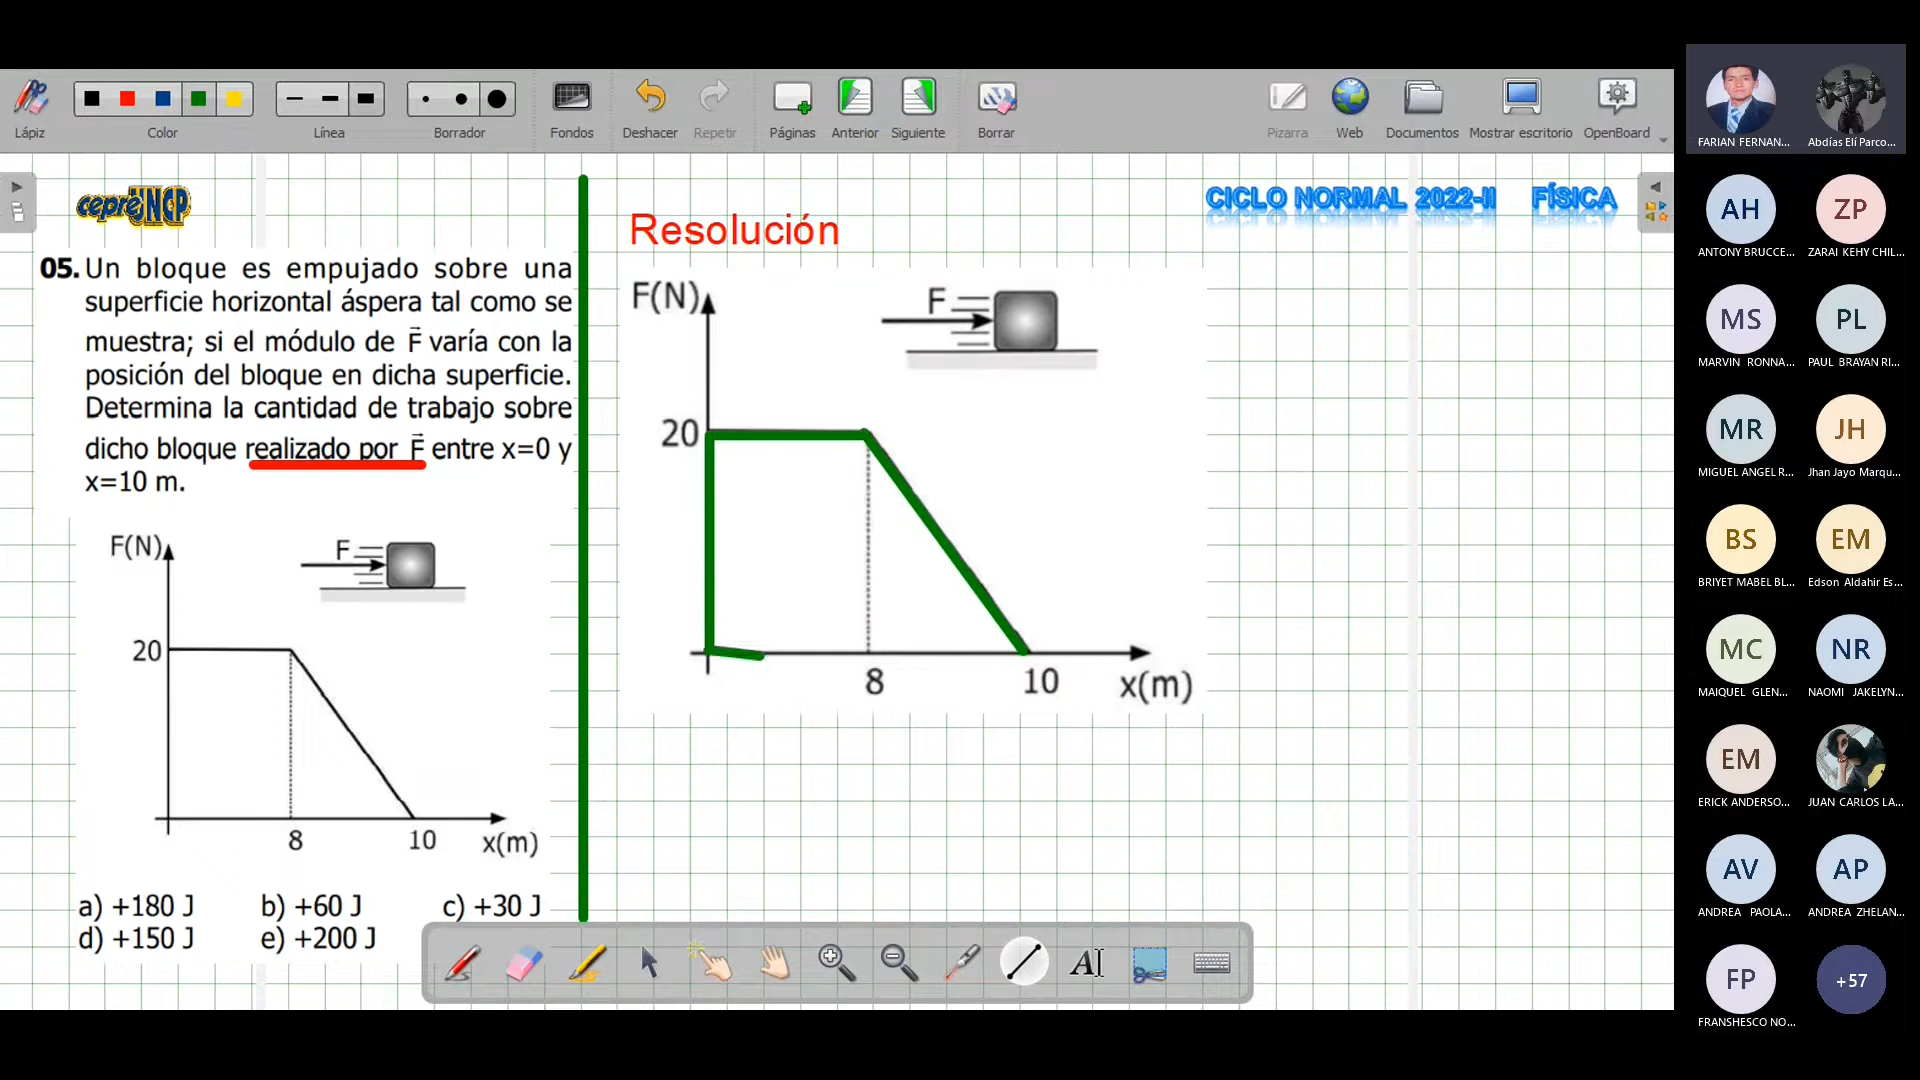 Lápiz
Color
Línea
Borrador
Fondos
Deshacer
Repetir
Páginas
Anterior
Siguiente
Borrar
Pizarra
Web
Documentos
Mostrar escritorio
OpenBoard
cepreUNCP
CICLO NORMAL 2022-II FÍSICA
05. Un bloque es empujado sobre una
superficie horizontal áspera tal como se
muestra; si el módulo de F⃗ varía con la
posición del bloque en dicha superficie.
Determina la cantidad de trabajo sobre
dicho bloque realizado por F⃗ entre x=0 y
x=10 m.
F(N)
F
20
8
10
x(m)
a) +180 J b) +60 J c) +30 J
d) +150 J e) +200 J
Resolución
F(N)
F
20
8
10
x(m)
AI
FARIAN FERNAN...
Abdías Elí Parco...
AH
ANTONY BRUCCE...
ZP
ZARAI KEHY CHIL...
MS
MARVIN RONNA...
PL
PAUL BRAYAN RI...
MR
MIGUEL ANGEL R...
JH
Jhan Jayo Marqu...
BS
BRIYET MABEL BL...
EM
Edson Aldahir Es...
MC
MAIQUEL GLEN...
NR
NAOMI JAKELYN...
EM
ERICK ANDERSO...
JUAN CARLOS LA...
AV
ANDREA PAOLA...
AP
ANDREA ZHELAN...
FP
FRANSHESCO NO...
+57